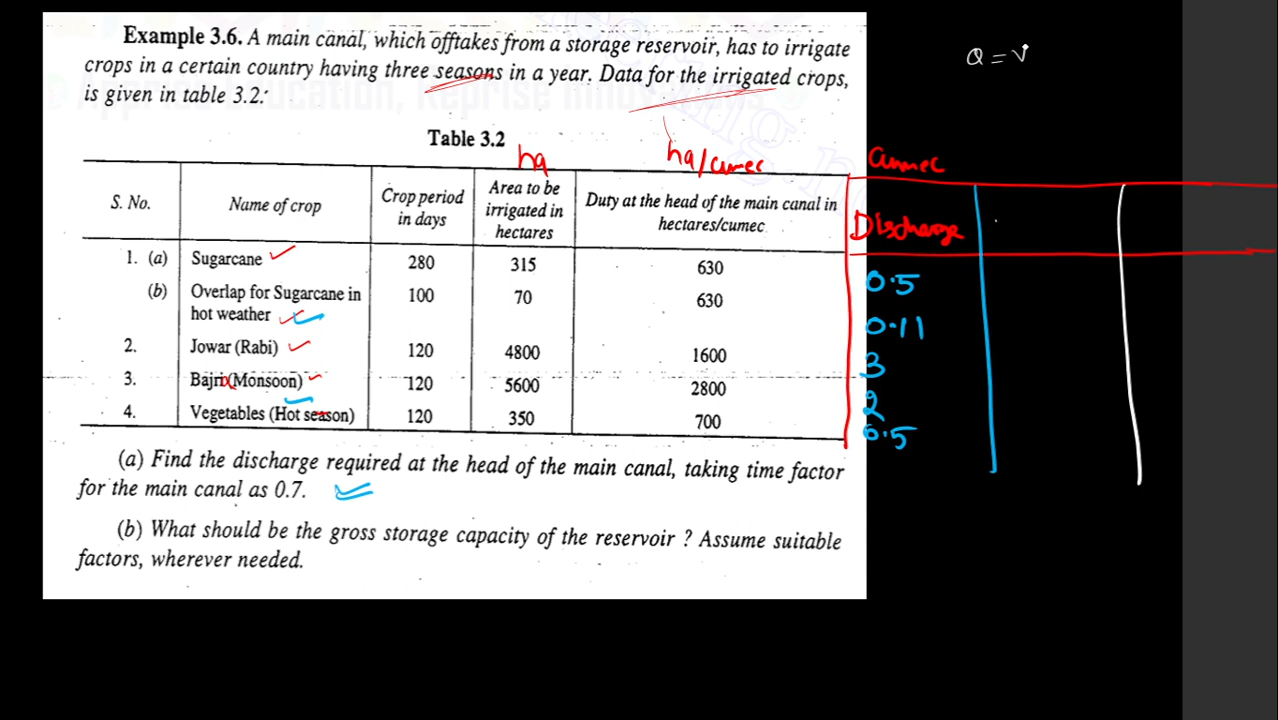 Example 3.6. A main canal, which offtakes from a storage reservoir, has to irrigate
crops in a certain country having three seasons in a year. Data for the irrigated crops,
is given in table 3.2:
Q = V
Table 3.2
ha
ha/cumec
cumec
S. No. Name of crop Crop period in days Area to be irrigated in hectares Duty at the head of the main canal in hectares/cumec Discharge
1. (a) Sugarcane 280 315 630 0.5
(b) Overlap for Sugarcane in hot weather 100 70 630 0.11
2. Jowar (Rabi) 120 4800 1600 3
3. Bajri (Monsoon) 120 5600 2800 2
4. Vegetables (Hot season) 120 350 700 0.5
(a) Find the discharge required at the head of the main canal, taking time factor
for the main canal as 0.7.
(b) What should be the gross storage capacity of the reservoir ? Assume suitable
factors, wherever needed.